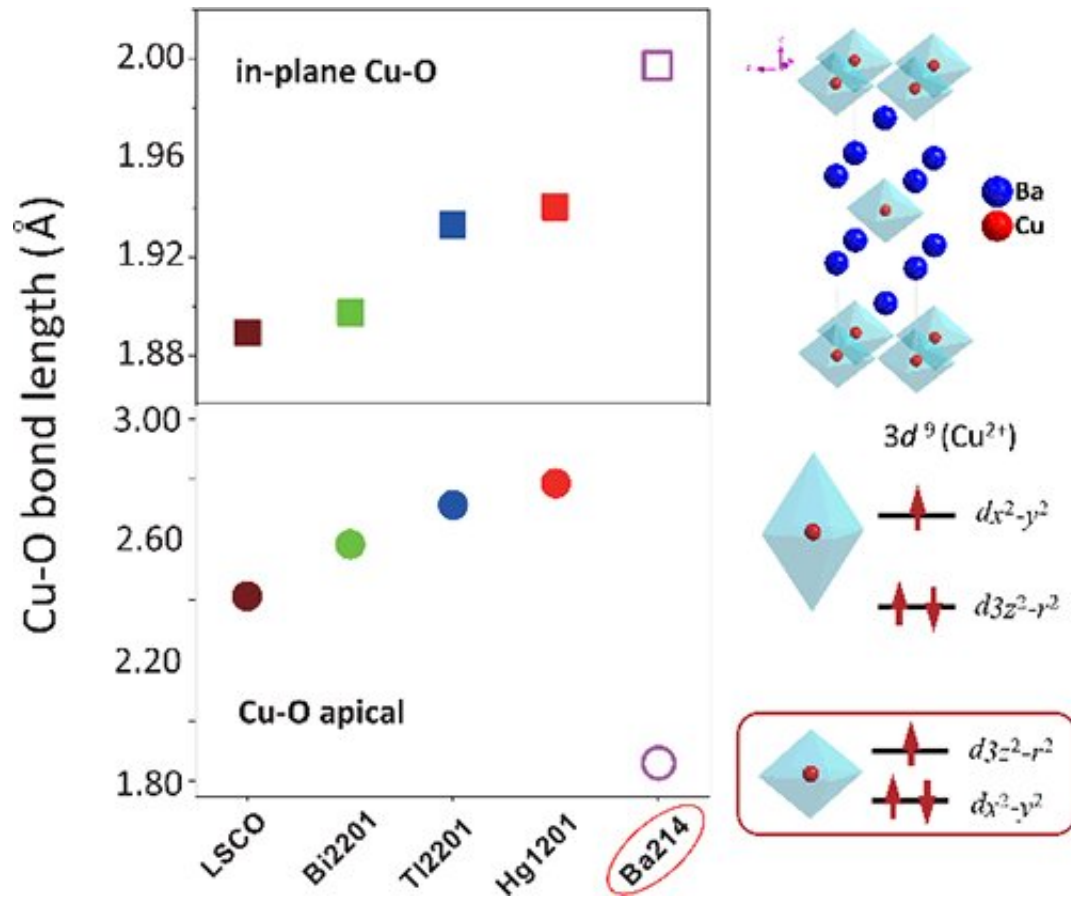 Cu-O bond length (Å)
2.00
1.96
1.92
1.88
in-plane Cu-O
3.00
2.60
2.20
1.80
Cu-O apical
LSCO
Bi2201
Tl2201
Hg1201
Ba214
Ba
Cu
3d⁹ (Cu²⁺)
dx²-y²
d3z²-r²
d3z²-r²
dx²-y²